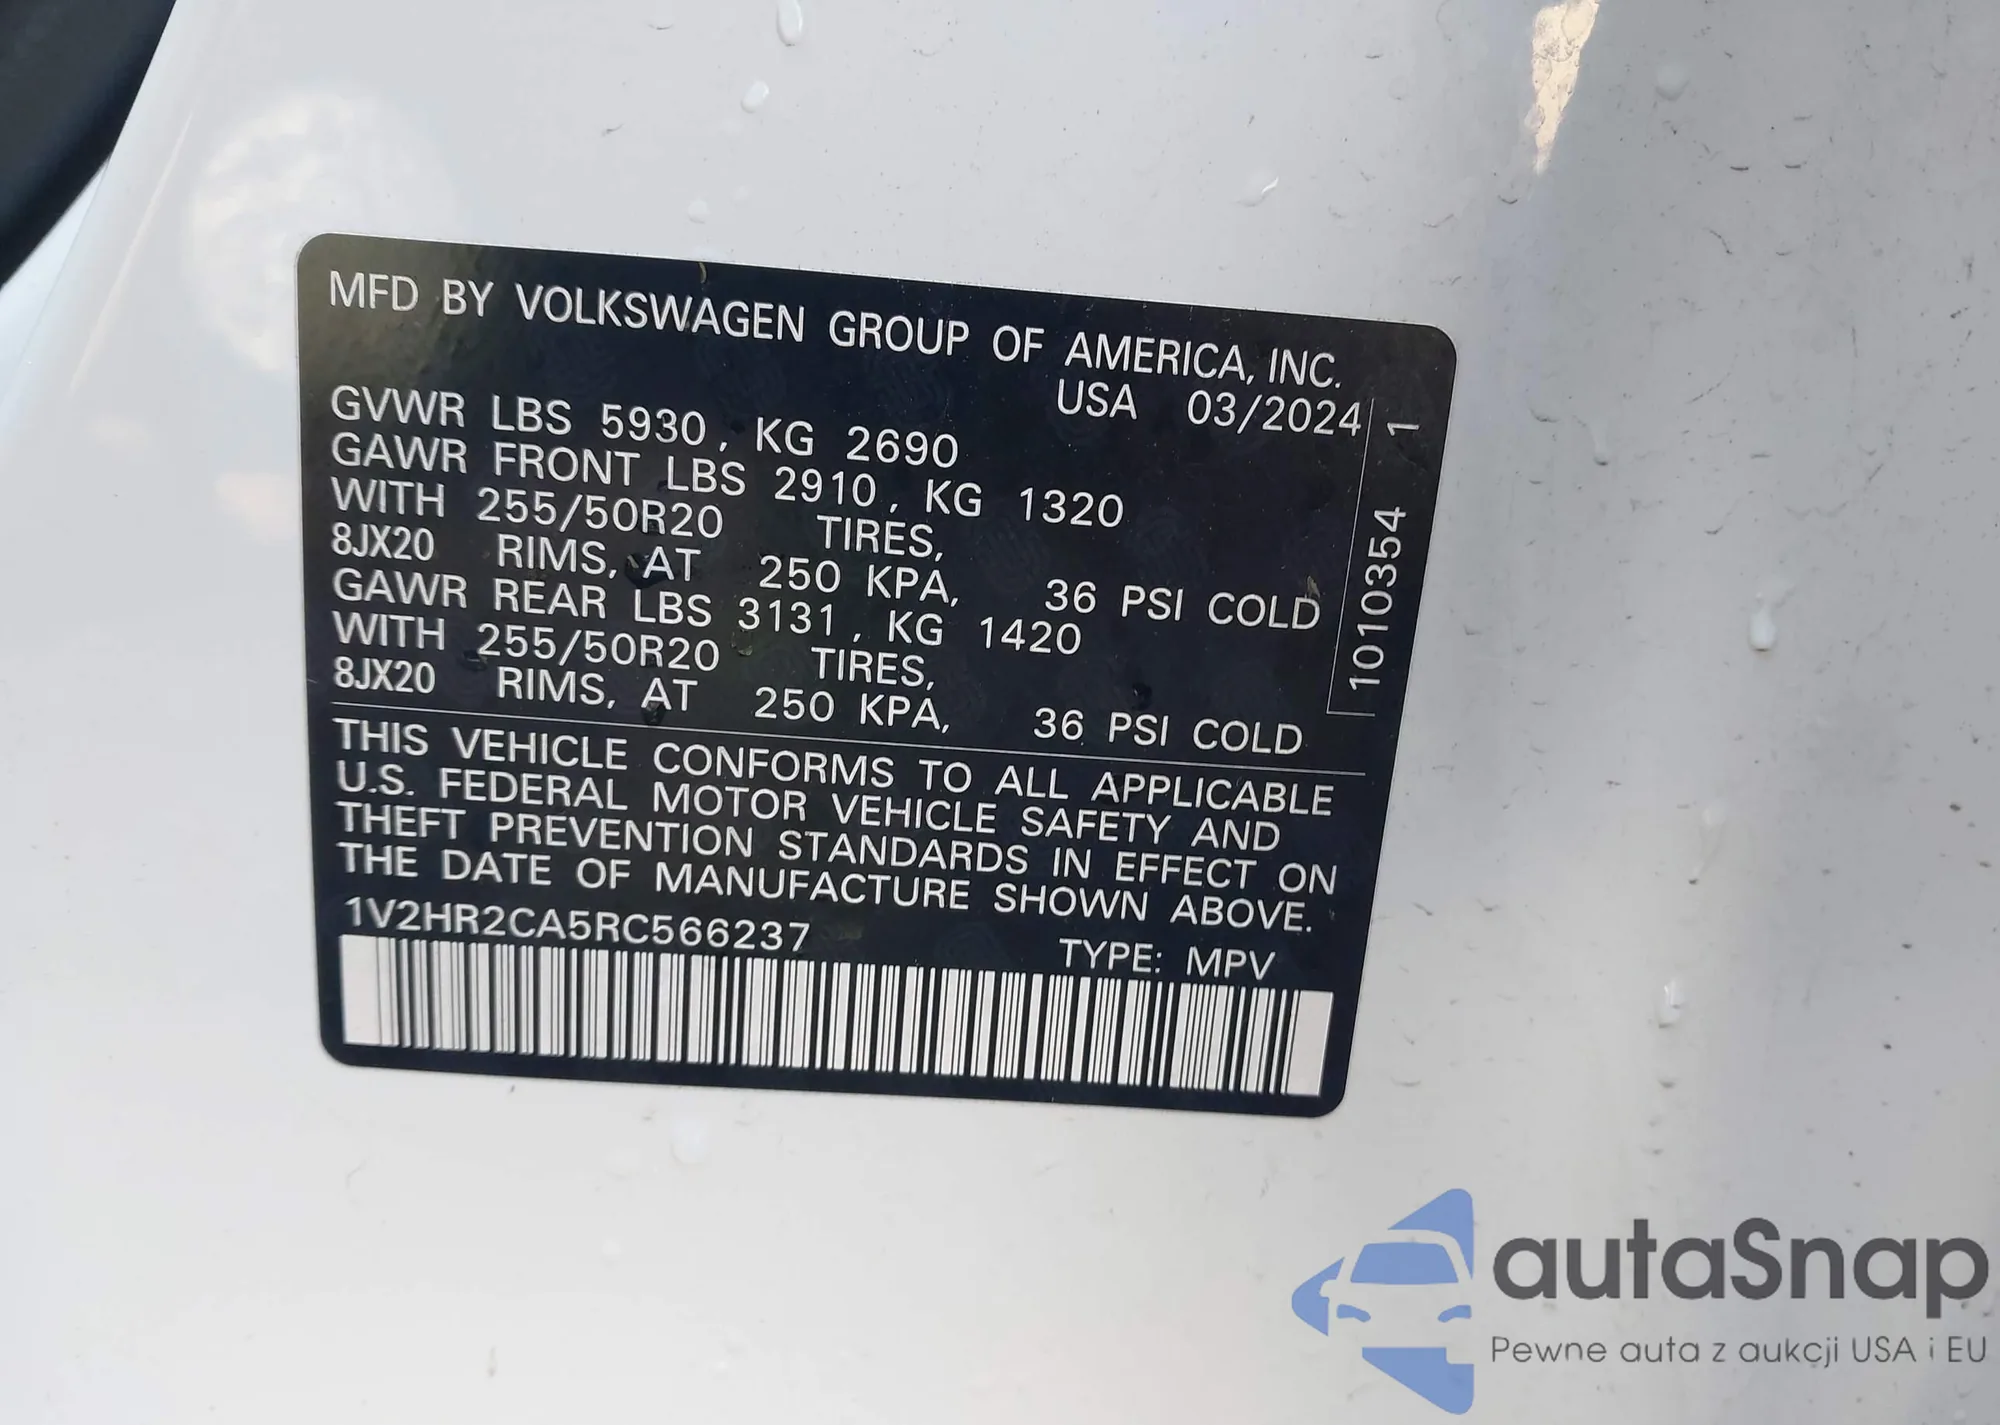 MFD BY VOLKSWAGEN GROUP OF AMERICA, INC.
USA 03/2024
GVWR LBS 5930, KG 2690
GAWR FRONT LBS 2910, KG 1320
WITH 255/50R20 TIRES,
8JX20 RIMS, AT 250 KPA, 36 PSI COLD
GAWR REAR LBS 3131, KG 1420
WITH 255/50R20 TIRES,
8JX20 RIMS, AT 250 KPA, 36 PSI COLD
1010354 1
THIS VEHICLE CONFORMS TO ALL APPLICABLE
U.S. FEDERAL MOTOR VEHICLE SAFETY AND
THEFT PREVENTION STANDARDS IN EFFECT ON
THE DATE OF MANUFACTURE SHOWN ABOVE.
1V2HR2CA5RC566237 TYPE: MPV
autaSnap
Pewne auta z aukcji USA i EU